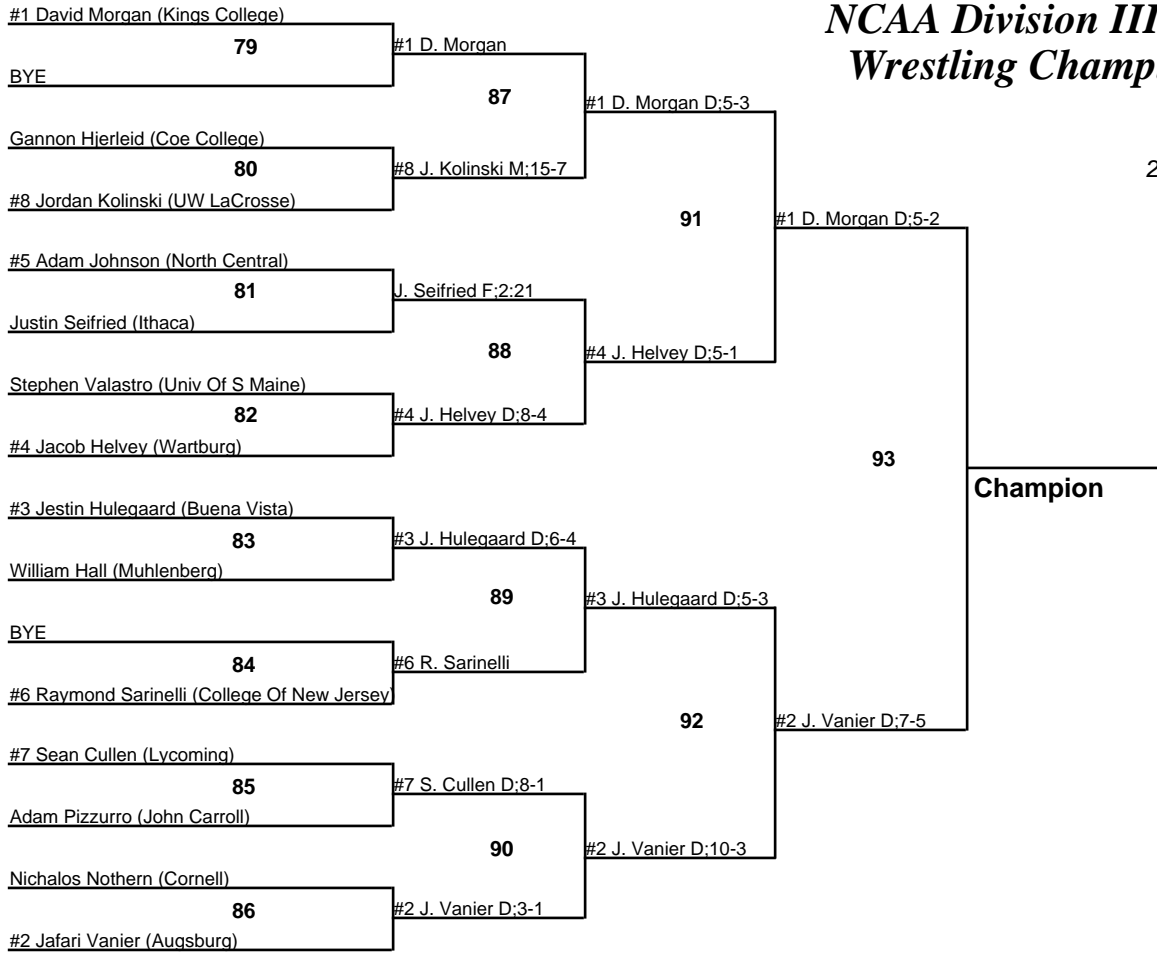 #1 David Morgan (Kings College)
NCAA Division III
Wrestling Champ
79
#1 D. Morgan
BYE
87
#1 D. Morgan D;5-3
Gannon Hjerleid (Coe College)
80
#8 J. Kolinski M;15-7
2
#8 Jordan Kolinski (UW LaCrosse)
91
#1 D. Morgan D;5-2
#5 Adam Johnson (North Central)
81
J. Seifried F;2:21
Justin Seifried (Ithaca)
88
#4 J. Helvey D;5-1
Stephen Valastro (Univ Of S Maine)
82
#4 J. Helvey D;8-4
#4 Jacob Helvey (Wartburg)
93
Champion
#3 Jestin Hulegaard (Buena Vista)
83
#3 J. Hulegaard D;6-4
William Hall (Muhlenberg)
89
#3 J. Hulegaard D;5-3
BYE
84
#6 R. Sarinelli
#6 Raymond Sarinelli (College Of New Jersey)
92
#2 J. Vanier D;7-5
#7 Sean Cullen (Lycoming)
85
#7 S. Cullen D;8-1
Adam Pizzurro (John Carroll)
90
#2 J. Vanier D;10-3
Nichalos Nothern (Cornell)
86
#2 J. Vanier D;3-1
#2 Jafari Vanier (Augsburg)